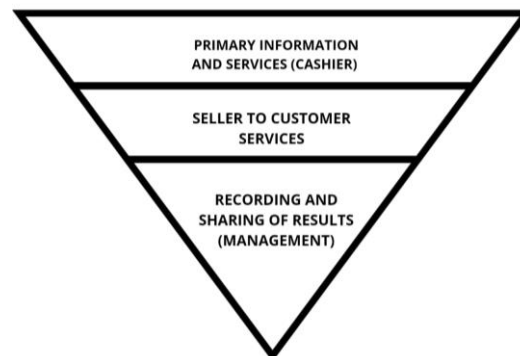 PRIMARY INFORMATION
AND SERVICES (CASHIER)
SELLER TO CUSTOMER
SERVICES
RECORDING AND
SHARING OF RESULTS
(MANAGEMENT)